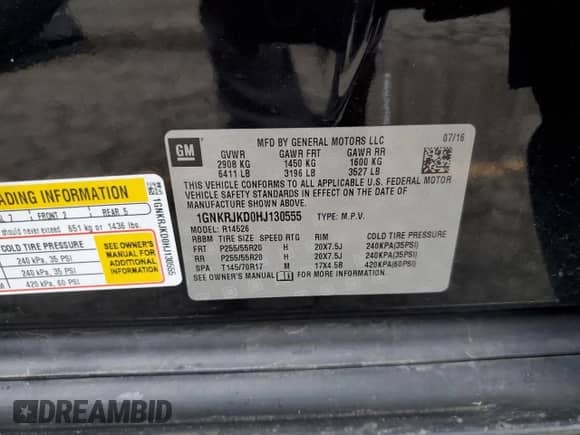 GM
MFD BY GENERAL MOTORS LLC
07/16
GVWR GAWR FRT GAWR RR
2908 KG 1450 KG 1600 KG
6411 LB 3196 LB 3527 LB
THIS VEHICLE CONFORMS TO ALL APPLICABLE U.S. FEDERAL MOTOR
VEHICLE SAFETY STANDARDS IN EFFECT ON THE DATE OF
MANUFACTURE SHOWN ABOVE.
1GNKRJKD0HJ130555 TYPE: M.P.V.
MODEL: R14526
RBBM TIRE SIZE SPEED RTG RIM COLD TIRE PRESSURE
FRT P255/55R20 H 20X7.5J 240KPA(35PSI)
RR P255/55R20 H 20X7.5J 240KPA(35PSI)
SPA T145/70R17 M 17X4.5B 420KPA(60PSI)
SEE OWNER'S MANUAL FOR MORE INFORMATION.
ADING INFORMATION
AL 7 FRONT 2 REAR 5
should never exceed 651 kg or 1436 lbs.
COLD TIRE PRESSURE
240 kPa, 35 PSI
240 kPa, 35 PSI
420 kPa, 60 PSI
SEE OWNER'S
MANUAL FOR
ADDITIONAL
INFORMATION
1GNKRJKD0HJ130555
DREAMBID